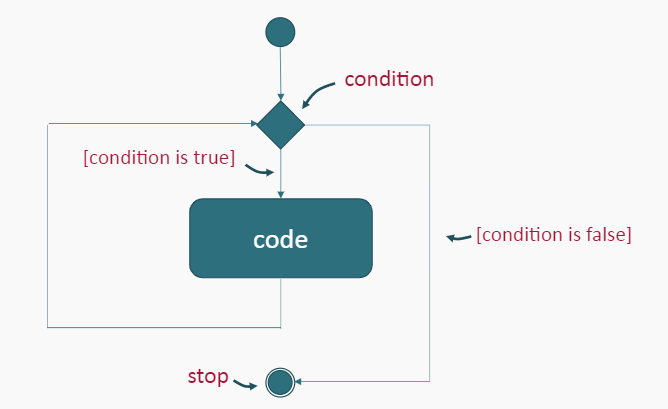 condition
[condition is true]
code
[condition is false]
stop